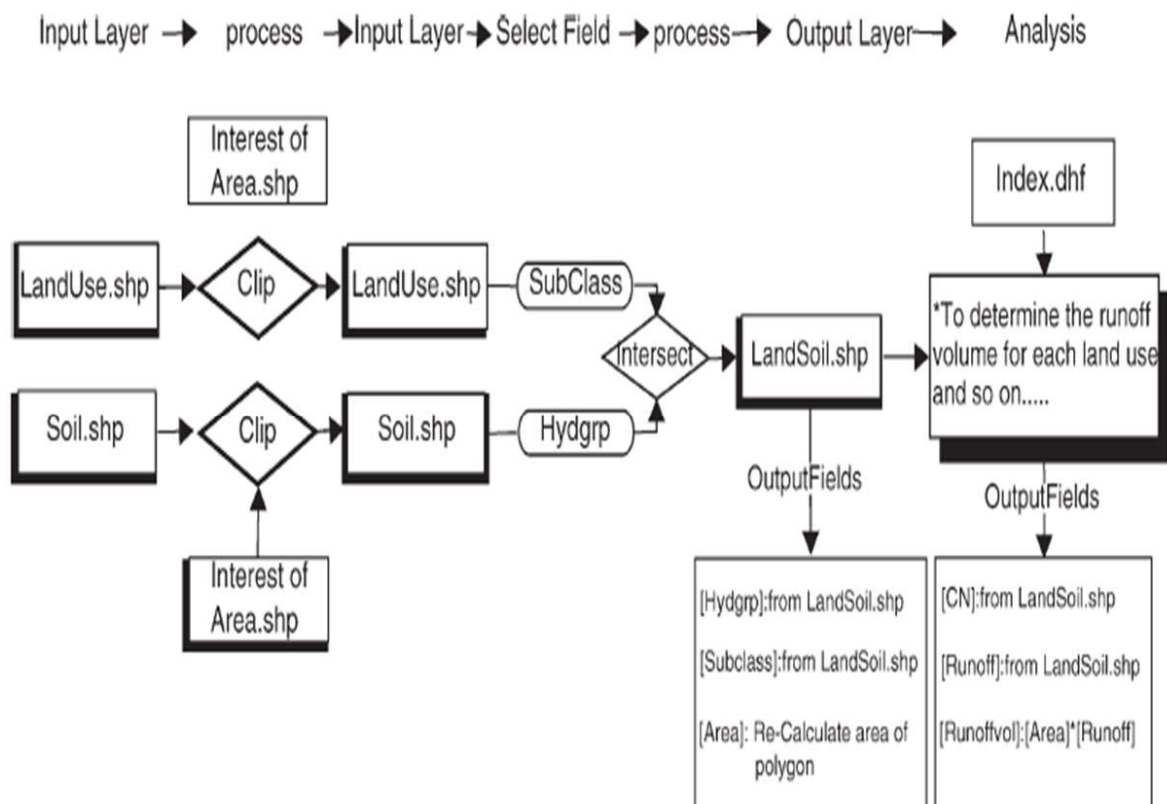 Input Layer process Input Layer Select Field process Output Layer Analysis
Interest of
Area.shp
Index.dhf
LandUse.shp Clip LandUse.shp SubClass
Intersect LandSoil.shp
*To determine the runoff
volume for each land use
and so on.....
Soil.shp Clip Soil.shp Hydgrp
Interest of
Area.shp
OutputFields
[Hydgrp]:from LandSoil.shp
[Subclass]:from LandSoil.shp
[Area]: Re-Calculate area of
polygon
OutputFields
[CN]:from LandSoil.shp
[Runoff]:from LandSoil.shp
[Runoffvol]:[Area]*[Runoff]